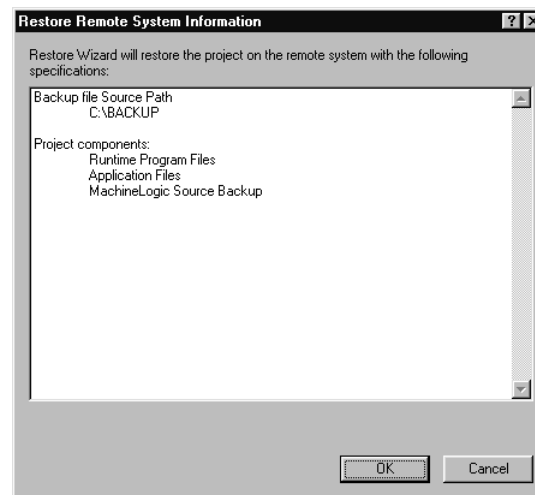 Restore Remote System Information
Restore Wizard will restore the project on the remote system with the following
specifications:
Backup file Source Path
C:\BACKUP
Project components:
Runtime Program Files
Application Files
MachineLogic Source Backup
OK
Cancel